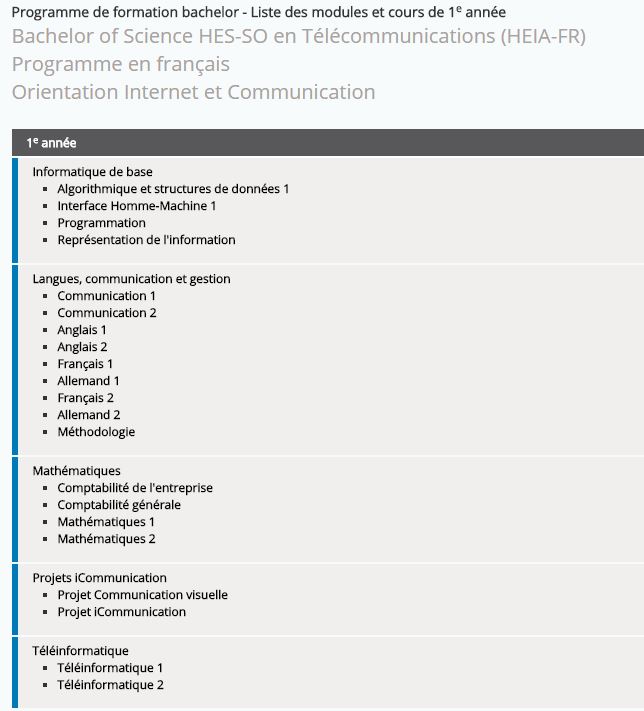 Programme de formation bachelor - Liste des modules et cours de 1e année
Bachelor of Science HES-SO en Télécommunications (HEIA-FR)
Programme en français
Orientation Internet et Communication
1e année
Informatique de base
▪ Algorithmique et structures de données 1
▪ Interface Homme-Machine 1
▪ Programmation
▪ Représentation de l'information
Langues, communication et gestion
▪ Communication 1
▪ Communication 2
▪ Anglais 1
▪ Anglais 2
▪ Français 1
▪ Allemand 1
▪ Français 2
▪ Allemand 2
▪ Méthodologie
Mathématiques
▪ Comptabilité de l'entreprise
▪ Comptabilité générale
▪ Mathématiques 1
▪ Mathématiques 2
Projets iCommunication
▪ Projet Communication visuelle
▪ Projet iCommunication
Téléinformatique
▪ Téléinformatique 1
▪ Téléinformatique 2